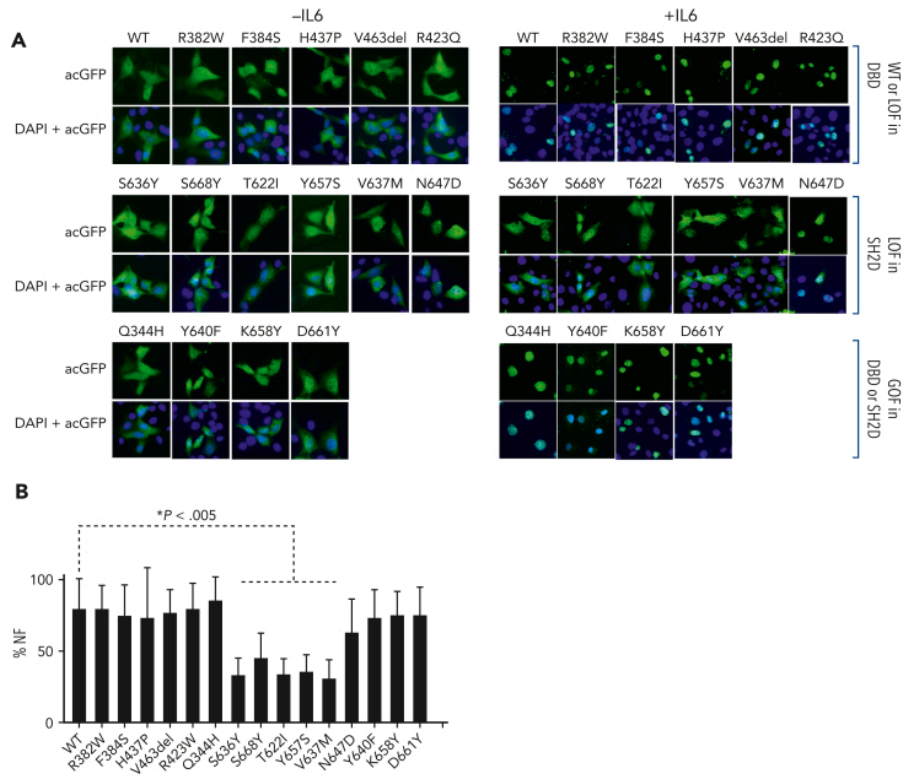 –IL6 +IL6
A
WT R382W F384S H437P V463del R423Q WT R382W F384S H437P V463del R423Q
acGFP
DAPI + acGFP
WT or LOF in
DBD
S636Y S668Y T622I Y657S V637M N647D S636Y S668Y T622I Y657S V637M N647D
acGFP
DAPI + acGFP
LOF in
SH2D
Q344H Y640F K658Y D661Y Q344H Y640F K658Y D661Y
acGFP
DAPI + acGFP
GOF in
DBD or SH2D
B
*P < .005
% NF
100
50
0
WT R382W F384S H437P V463del R423W Q344H S636Y S668Y T622I Y657S V637M N647D Y640F K658Y D661Y